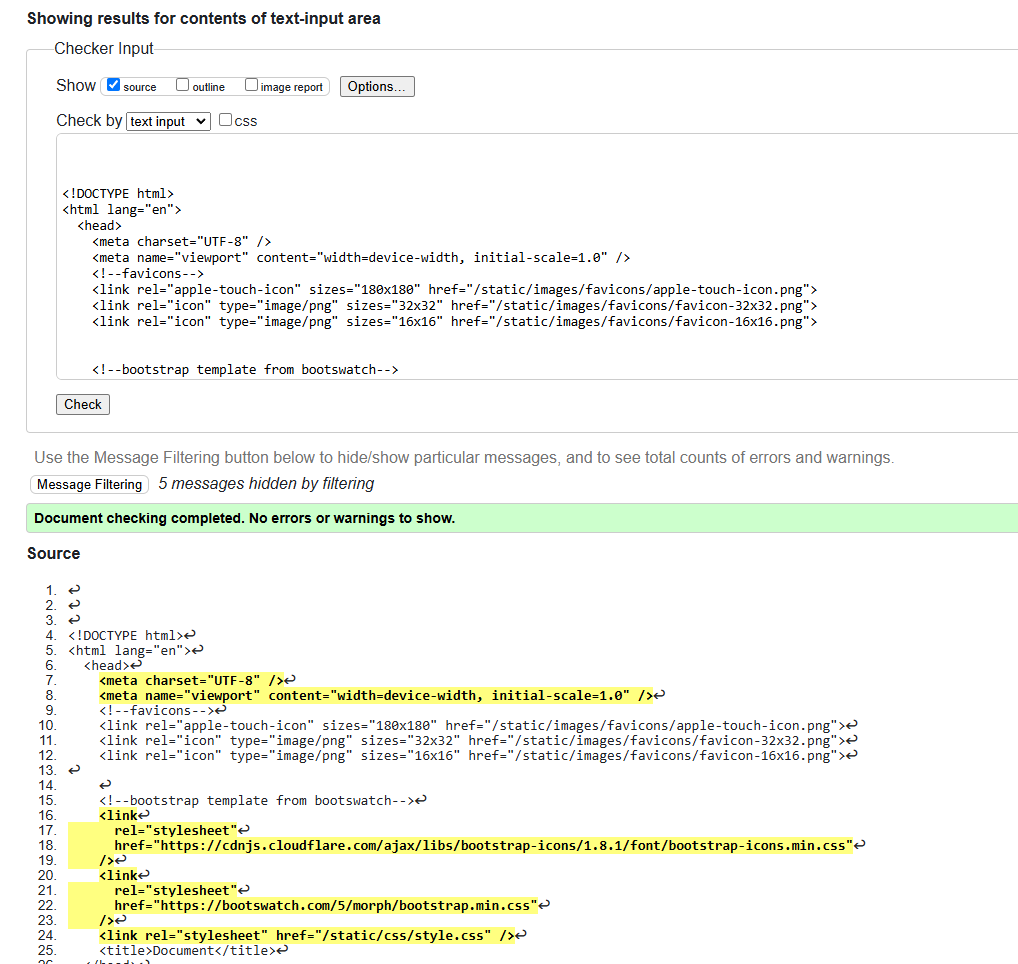 Showing results for contents of text-input area
Checker Input
Show source outline image report Options...
Check by text input css
<!DOCTYPE html>
<html lang="en">
  <head>
    <meta charset="UTF-8" />
    <meta name="viewport" content="width=device-width, initial-scale=1.0" />
    <!--favicons-->
    <link rel="apple-touch-icon" sizes="180x180" href="/static/images/favicons/apple-touch-icon.png">
    <link rel="icon" type="image/png" sizes="32x32" href="/static/images/favicons/favicon-32x32.png">
    <link rel="icon" type="image/png" sizes="16x16" href="/static/images/favicons/favicon-16x16.png">
    <!--bootstrap template from bootswatch-->
Check
Use the Message Filtering button below to hide/show particular messages, and to see total counts of errors and warnings.
Message Filtering 5 messages hidden by filtering
Document checking completed. No errors or warnings to show.
Source
1. ↩
2. ↩
3. ↩
4. <!DOCTYPE html>↩
5. <html lang="en">↩
6.   <head>↩
7.     <meta charset="UTF-8" />↩
8.     <meta name="viewport" content="width=device-width, initial-scale=1.0" />↩
9.     <!--favicons-->↩
10.     <link rel="apple-touch-icon" sizes="180x180" href="/static/images/favicons/apple-touch-icon.png">↩
11.     <link rel="icon" type="image/png" sizes="32x32" href="/static/images/favicons/favicon-32x32.png">↩
12.     <link rel="icon" type="image/png" sizes="16x16" href="/static/images/favicons/favicon-16x16.png">↩
13. ↩
14.     ↩
15.     <!--bootstrap template from bootswatch-->↩
16.     <link↩
17.       rel="stylesheet"↩
18.       href="https://cdnjs.cloudflare.com/ajax/libs/bootstrap-icons/1.8.1/font/bootstrap-icons.min.css"↩
19.     />↩
20.     <link↩
21.       rel="stylesheet"↩
22.       href="https://bootswatch.com/5/morph/bootstrap.min.css"↩
23.     />↩
24.     <link rel="stylesheet" href="/static/css/style.css" />↩
25.     <title>Document</title>↩